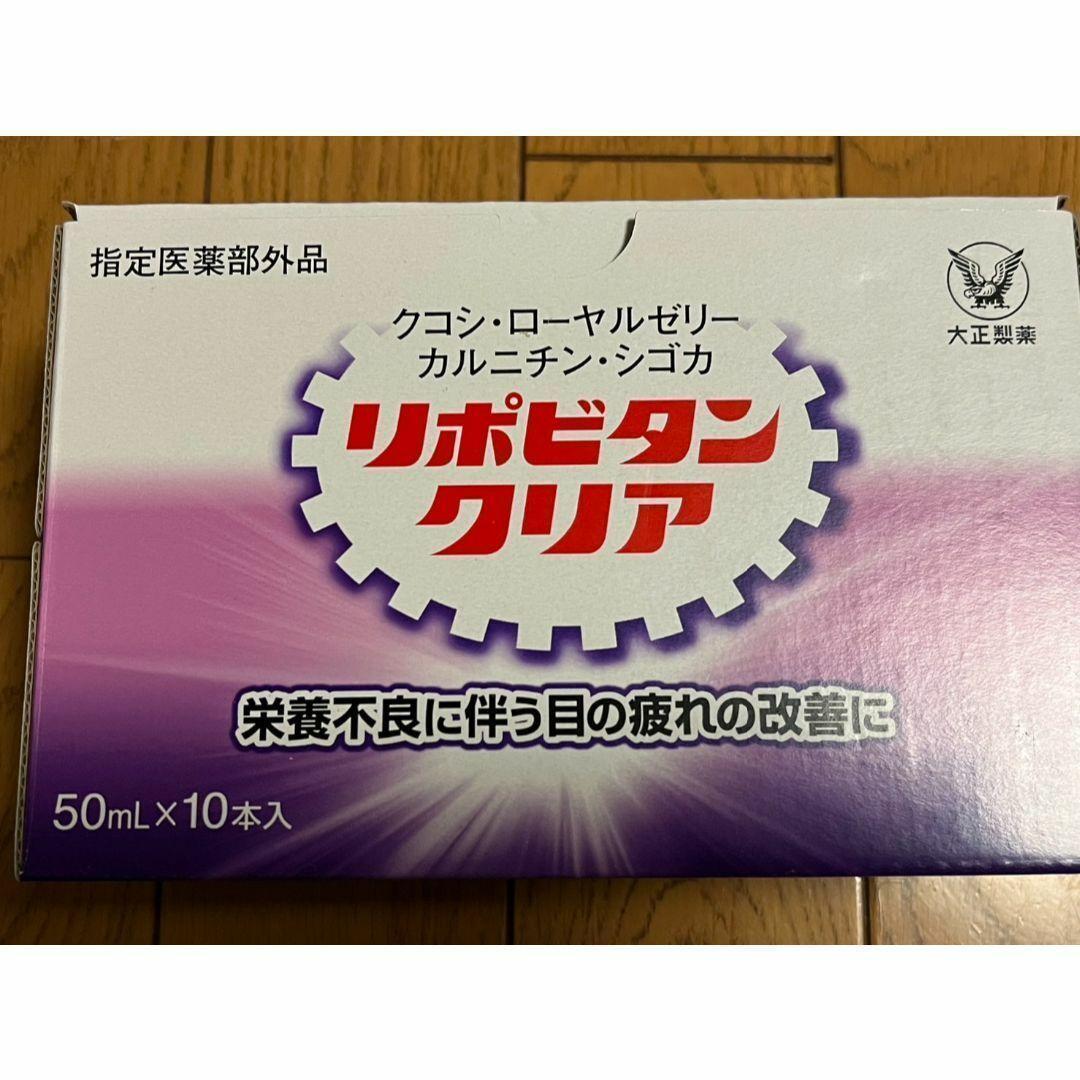 指定医薬部外品
大正製薬
クコシ・ローヤルゼリー
カルニチン・シゴカ
リポビタン
クリア
栄養不良に伴う目の疲れの改善に
50mL×10本入